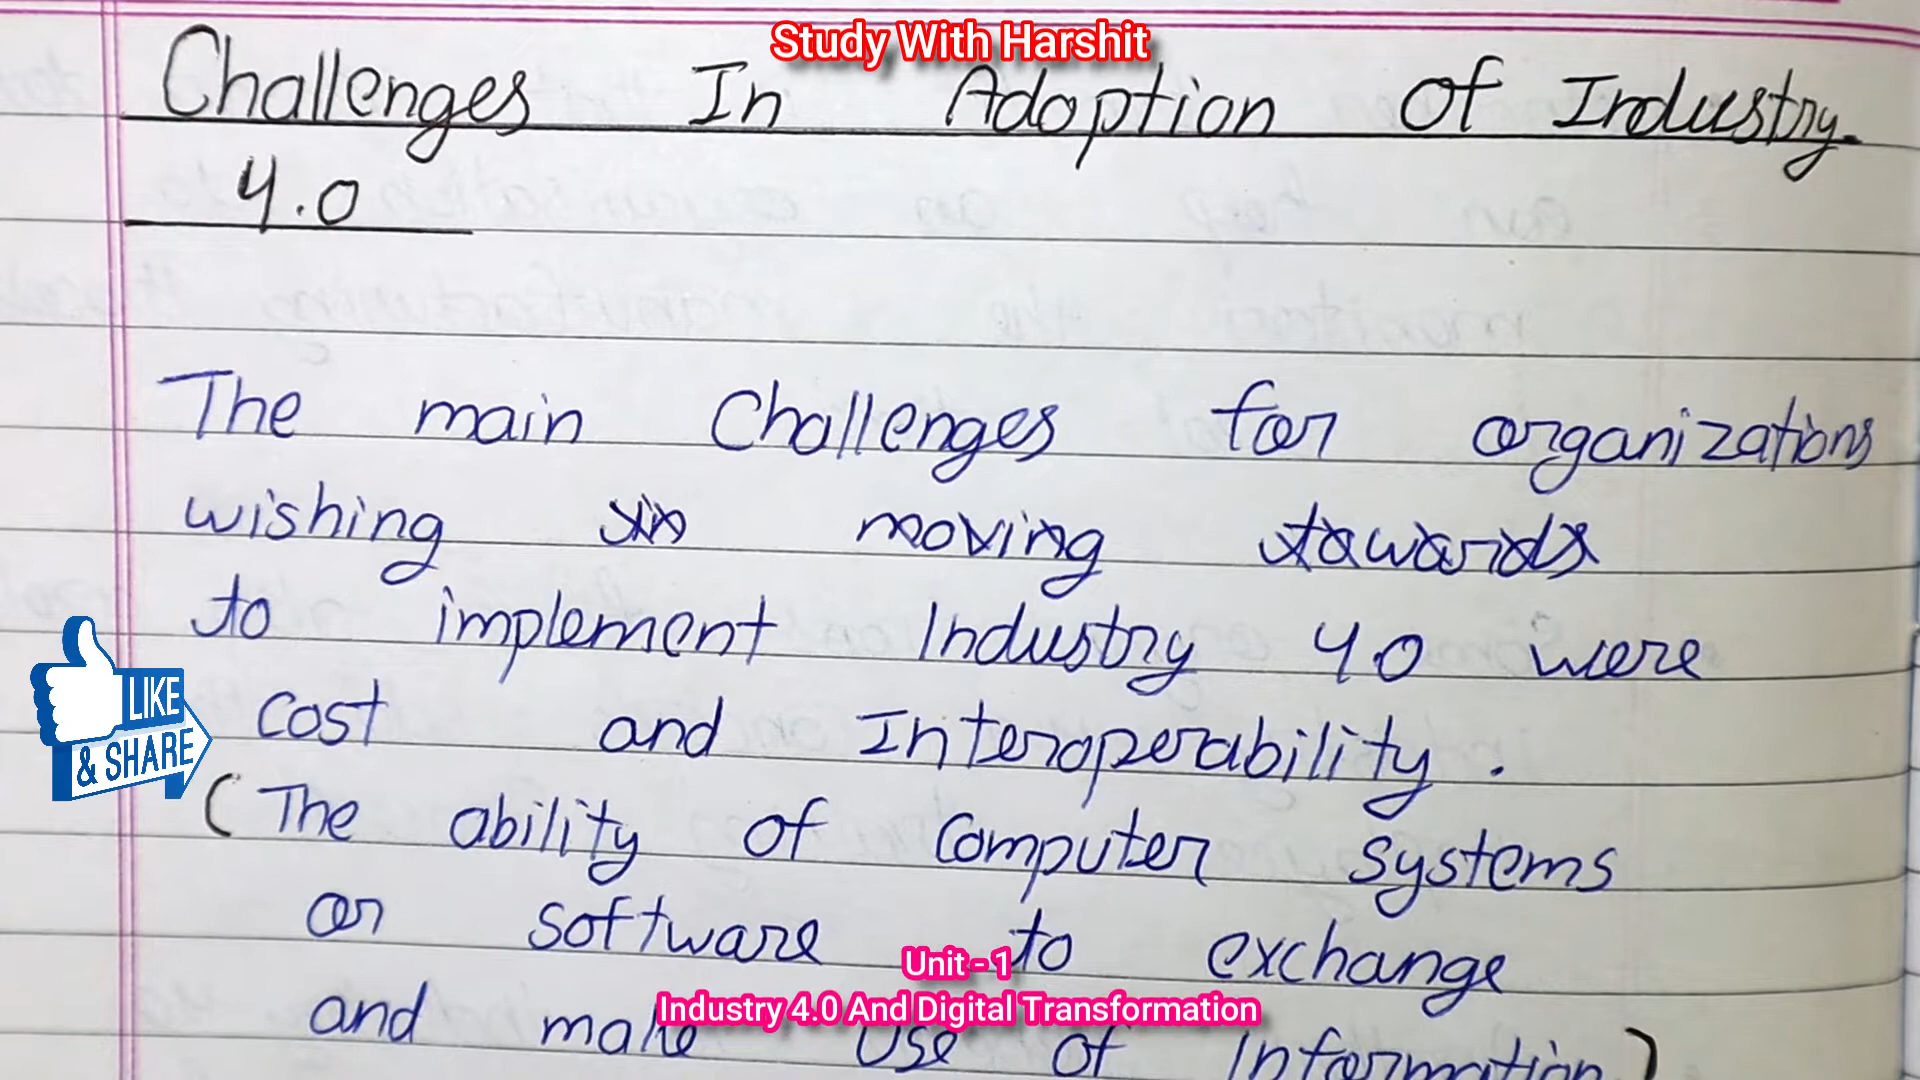 Study With Harshit
Challenges In Adoption Of Industry
4.0
The main Challenges for organizations
wishing in moving towards
to implement Industry 4.0 were
cost and Interoperability.
LIKE
& SHARE
(The ability of Computer systems
or software to exchange
Unit - 1
Industry 4.0 And Digital Transformation
and make use of Information)